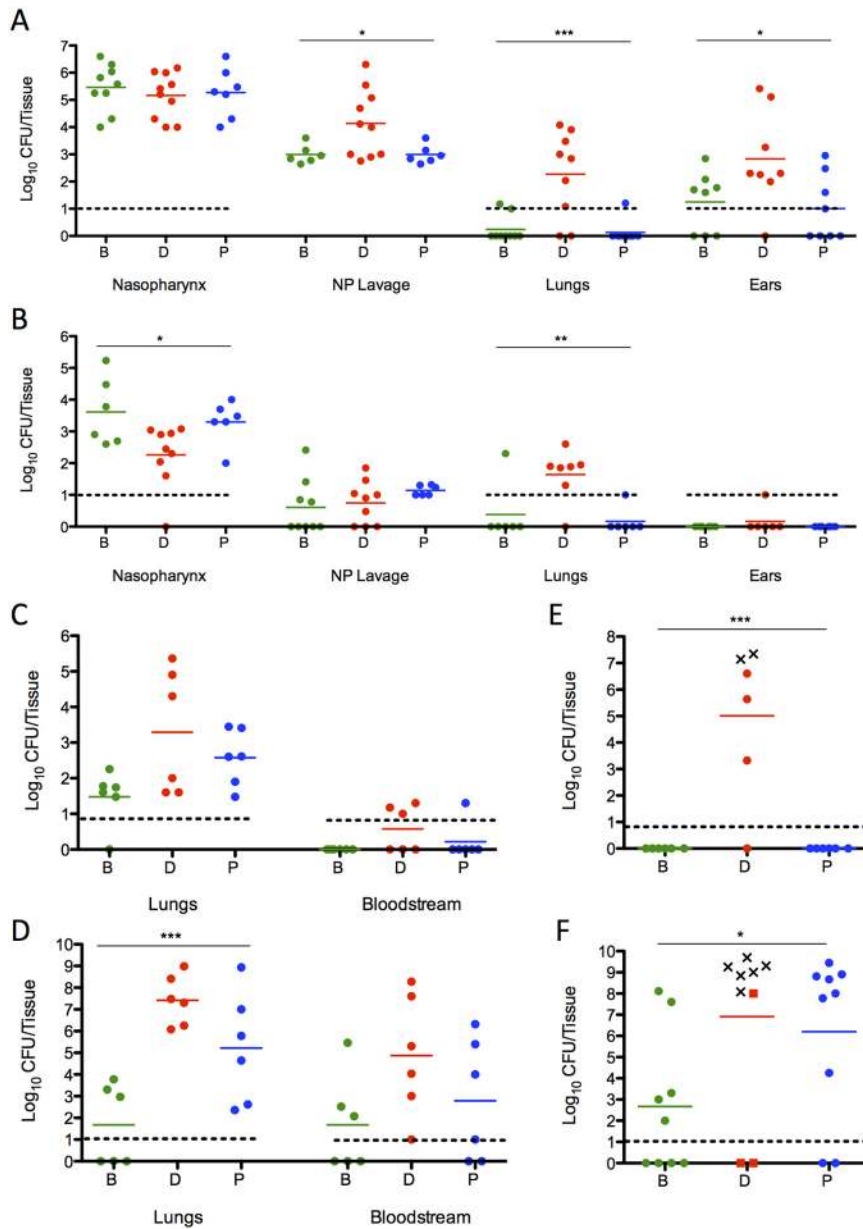 A
Log10 CFU/Tissue
7
6
5
4
3
2
1
0
* *** *
B D P B D P B D P B D P
Nasopharynx NP Lavage Lungs Ears
B
Log10 CFU/Tissue
6
5
4
3
2
1
0
* **
B D P B D P B D P B D P
Nasopharynx NP Lavage Lungs Ears
C
Log10 CFU/Tissue
6
5
4
3
2
1
0
B D P B D P
Lungs Bloodstream
E
Log10 CFU/Tissue
8
7
6
5
4
3
2
1
0
***
B D P
D
Log10 CFU/Tissue
10
9
8
7
6
5
4
3
2
1
0
***
B D P B D P
Lungs Bloodstream
F
Log10 CFU/Tissue
10
9
8
7
6
5
4
3
2
1
0
*
B D P